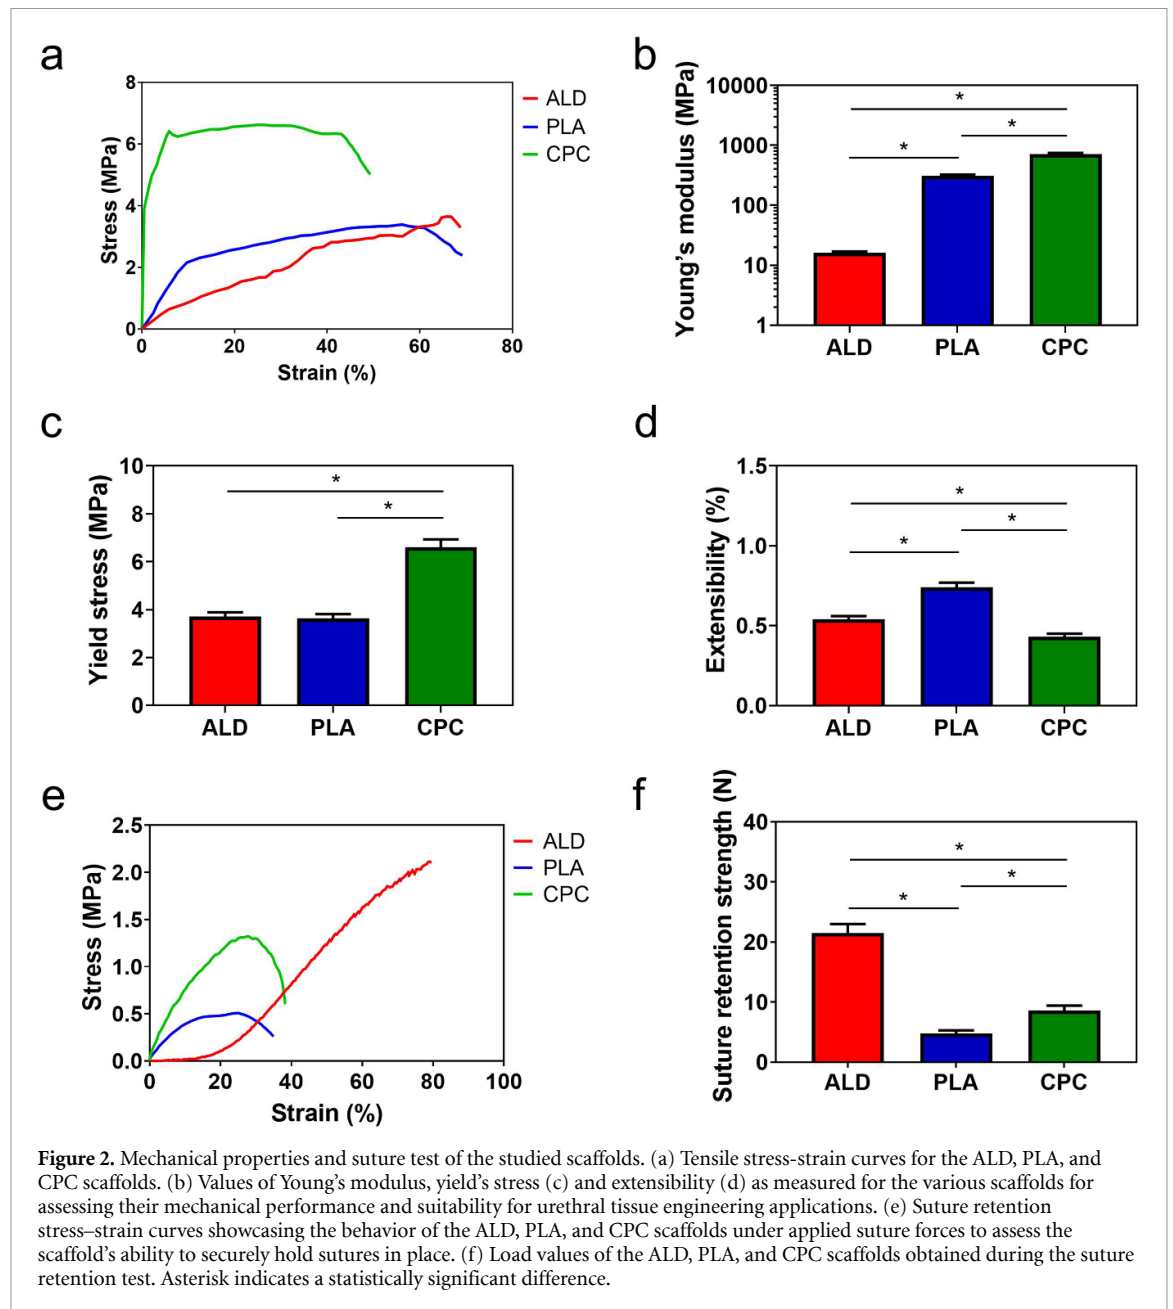 a
8
6
4
2
0
Stress (MPa)
0 20 40 60 80
Strain (%)
ALD
PLA
CPC
b
10000
1000
100
10
1
Young’s modulus (MPa)
*
*
*
ALD PLA CPC
c
10
8
6
4
2
0
Yield stress (MPa)
*
*
ALD PLA CPC
d
1.5
1.0
0.5
0.0
Extensibility (%)
*
*
*
ALD PLA CPC
e
2.5
2.0
1.5
1.0
0.5
0.0
Stress (MPa)
0 20 40 60 80 100
Strain (%)
ALD
PLA
CPC
f
40
30
20
10
0
Suture retention strength (N)
*
*
*
ALD PLA CPC
Figure 2. Mechanical properties and suture test of the studied scaffolds. (a) Tensile stress-strain curves for the ALD, PLA, and
CPC scaffolds. (b) Values of Young’s modulus, yield’s stress (c) and extensibility (d) as measured for the various scaffolds for
assessing their mechanical performance and suitability for urethral tissue engineering applications. (e) Suture retention
stress–strain curves showcasing the behavior of the ALD, PLA, and CPC scaffolds under applied suture forces to assess the
scaffold’s ability to securely hold sutures in place. (f) Load values of the ALD, PLA, and CPC scaffolds obtained during the suture
retention test. Asterisk indicates a statistically significant difference.